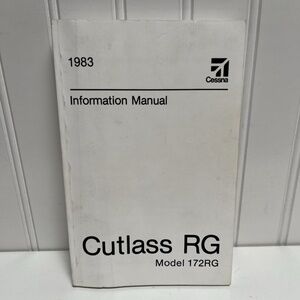 1983
Cessna
Information Manual
Cutlass RG
Model 172RG